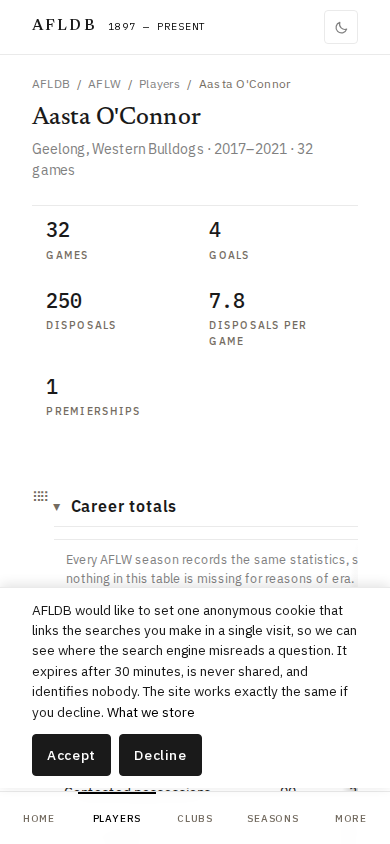 AFLDB 1897 — PRESENT
AFLDB / AFLW / Players / Aasta O'Connor
Aasta O'Connor
Geelong, Western Bulldogs · 2017–2021 · 32
games
32
GAMES
4
GOALS
250
DISPOSALS
7.8
DISPOSALS PER
GAME
1
PREMIERSHIPS
▼ Career totals
Every AFLW season records the same statistics, s
nothing in this table is missing for reasons of era.
AFLDB would like to set one anonymous cookie that
links the searches you make in a single visit, so we can
see where the search engine misreads a question. It
expires after 30 minutes, is never shared, and
identifies nobody. The site works exactly the same if
you decline. What we store
Accept Decline
HOME PLAYERS CLUBS SEASONS MORE